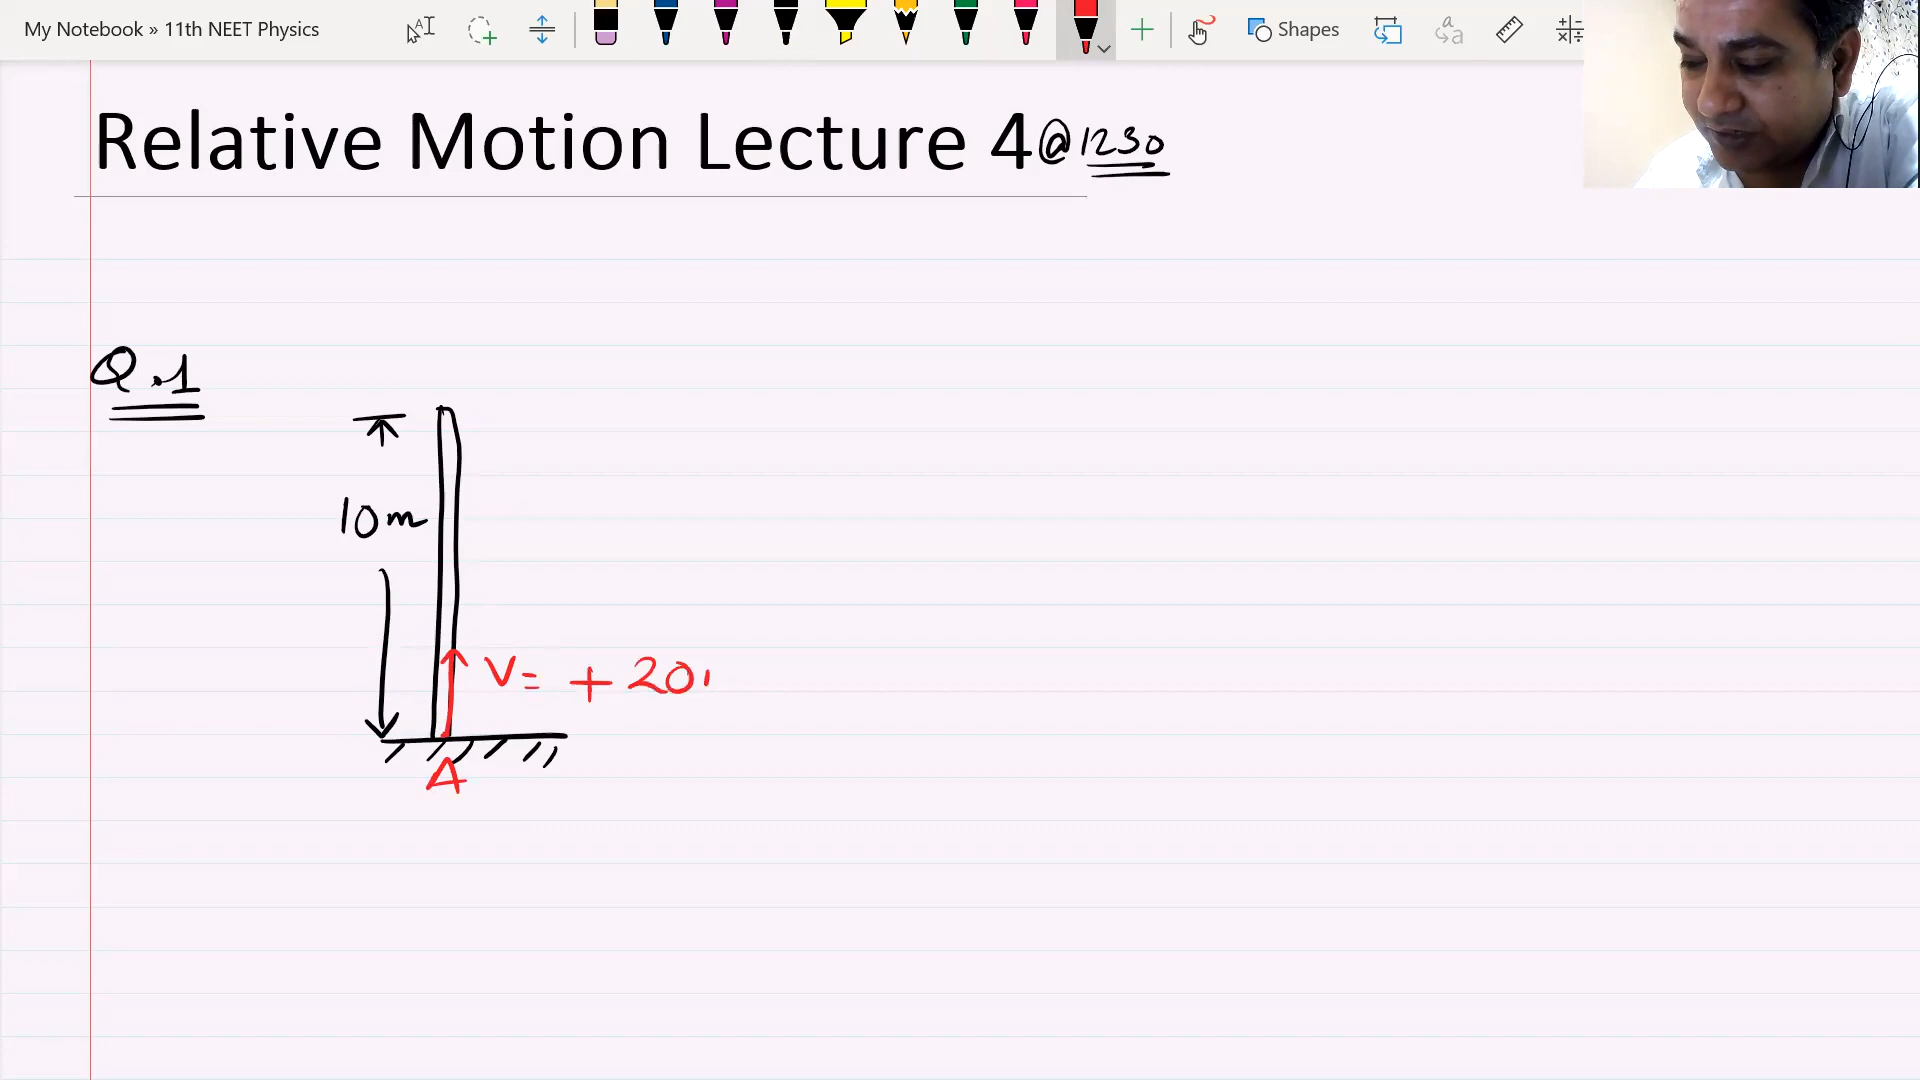 My Notebook » 11th NEET Physics
Shapes
Relative Motion Lecture 4 @ 1230
Q.1
10m
V= + 20
A